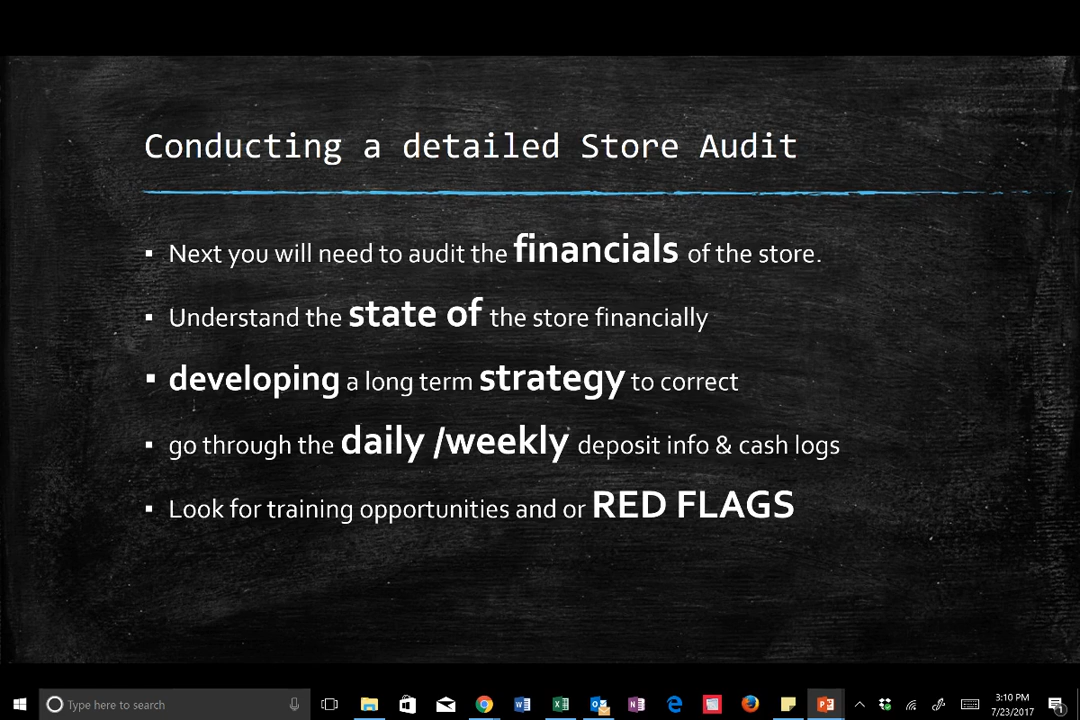 Conducting a detailed Store Audit
▪ Next you will need to audit the financials of the store.
▪ Understand the state of the store financially
▪ developing a long term strategy to correct
▪ go through the daily /weekly deposit info & cash logs
▪ Look for training opportunities and or RED FLAGS
Type here to search
3:10 PM
7/23/2017